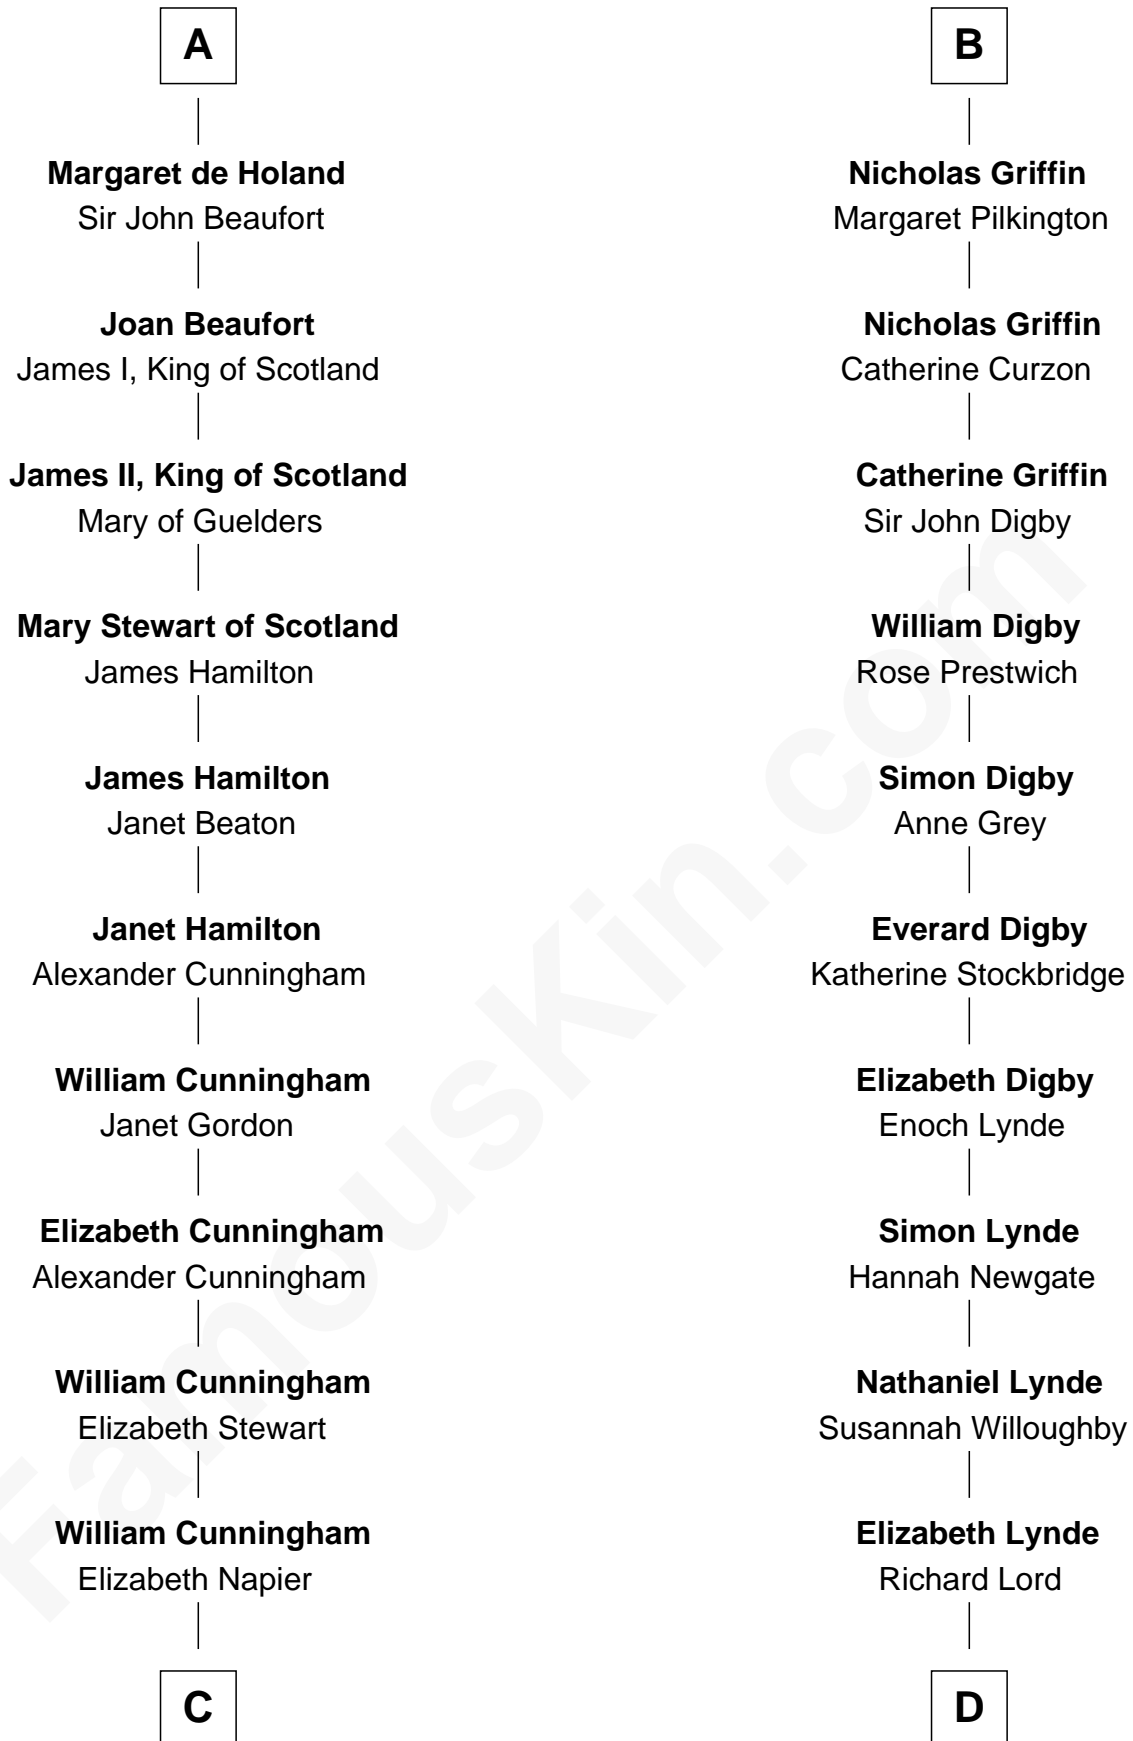 A
Margaret de Holand
Sir John Beaufort
Joan Beaufort
James I, King of Scotland
James II, King of Scotland
Mary of Guelders
Mary Stewart of Scotland
James Hamilton
James Hamilton
Janet Beaton
Janet Hamilton
Alexander Cunningham
William Cunningham
Janet Gordon
Elizabeth Cunningham
Alexander Cunningham
William Cunningham
Elizabeth Stewart
William Cunningham
Elizabeth Napier
C
B
Nicholas Griffin
Margaret Pilkington
Nicholas Griffin
Catherine Curzon
Catherine Griffin
Sir John Digby
William Digby
Rose Prestwich
Simon Digby
Anne Grey
Everard Digby
Katherine Stockbridge
Elizabeth Digby
Enoch Lynde
Simon Lynde
Hannah Newgate
Nathaniel Lynde
Susannah Willoughby
Elizabeth Lynde
Richard Lord
D
FamousKin.com